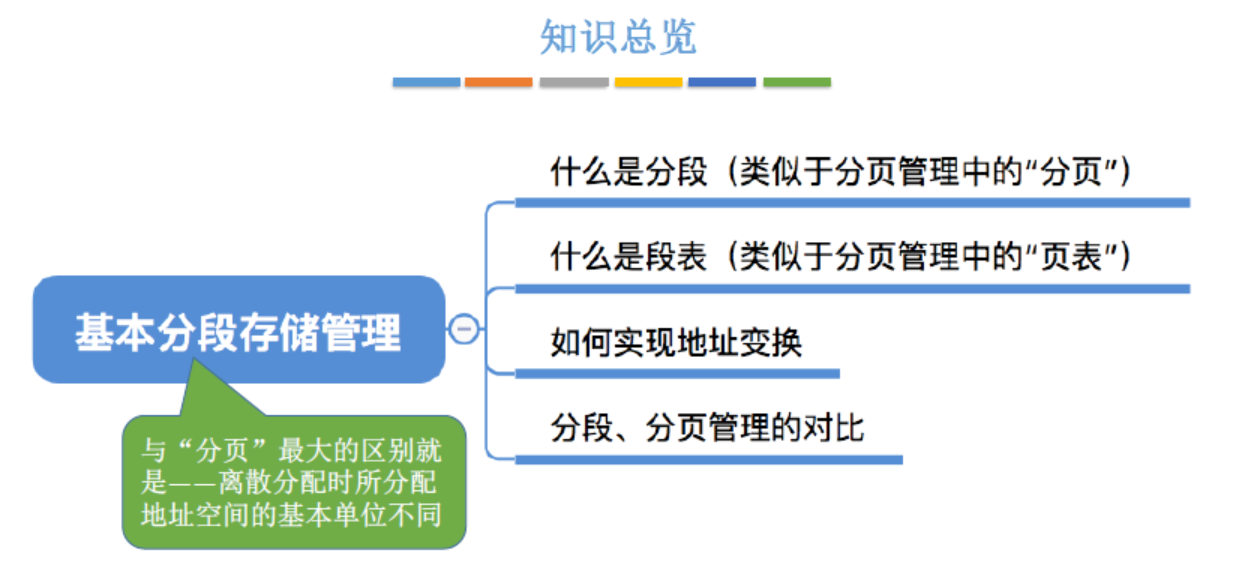 知识总览
什么是分段（类似于分页管理中的“分页”）
什么是段表（类似于分页管理中的“页表”）
基本分段存储管理
如何实现地址变换
分段、分页管理的对比
与“分页”最大的区别就
是——离散分配时所分配
地址空间的基本单位不同